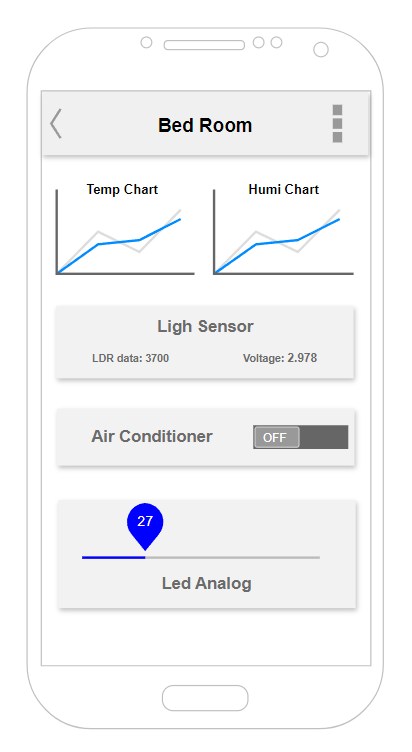 Bed Room
Temp Chart Humi Chart
Ligh Sensor
LDR data: 3700 Voltage: 2.978
Air Conditioner OFF
27
Led Analog